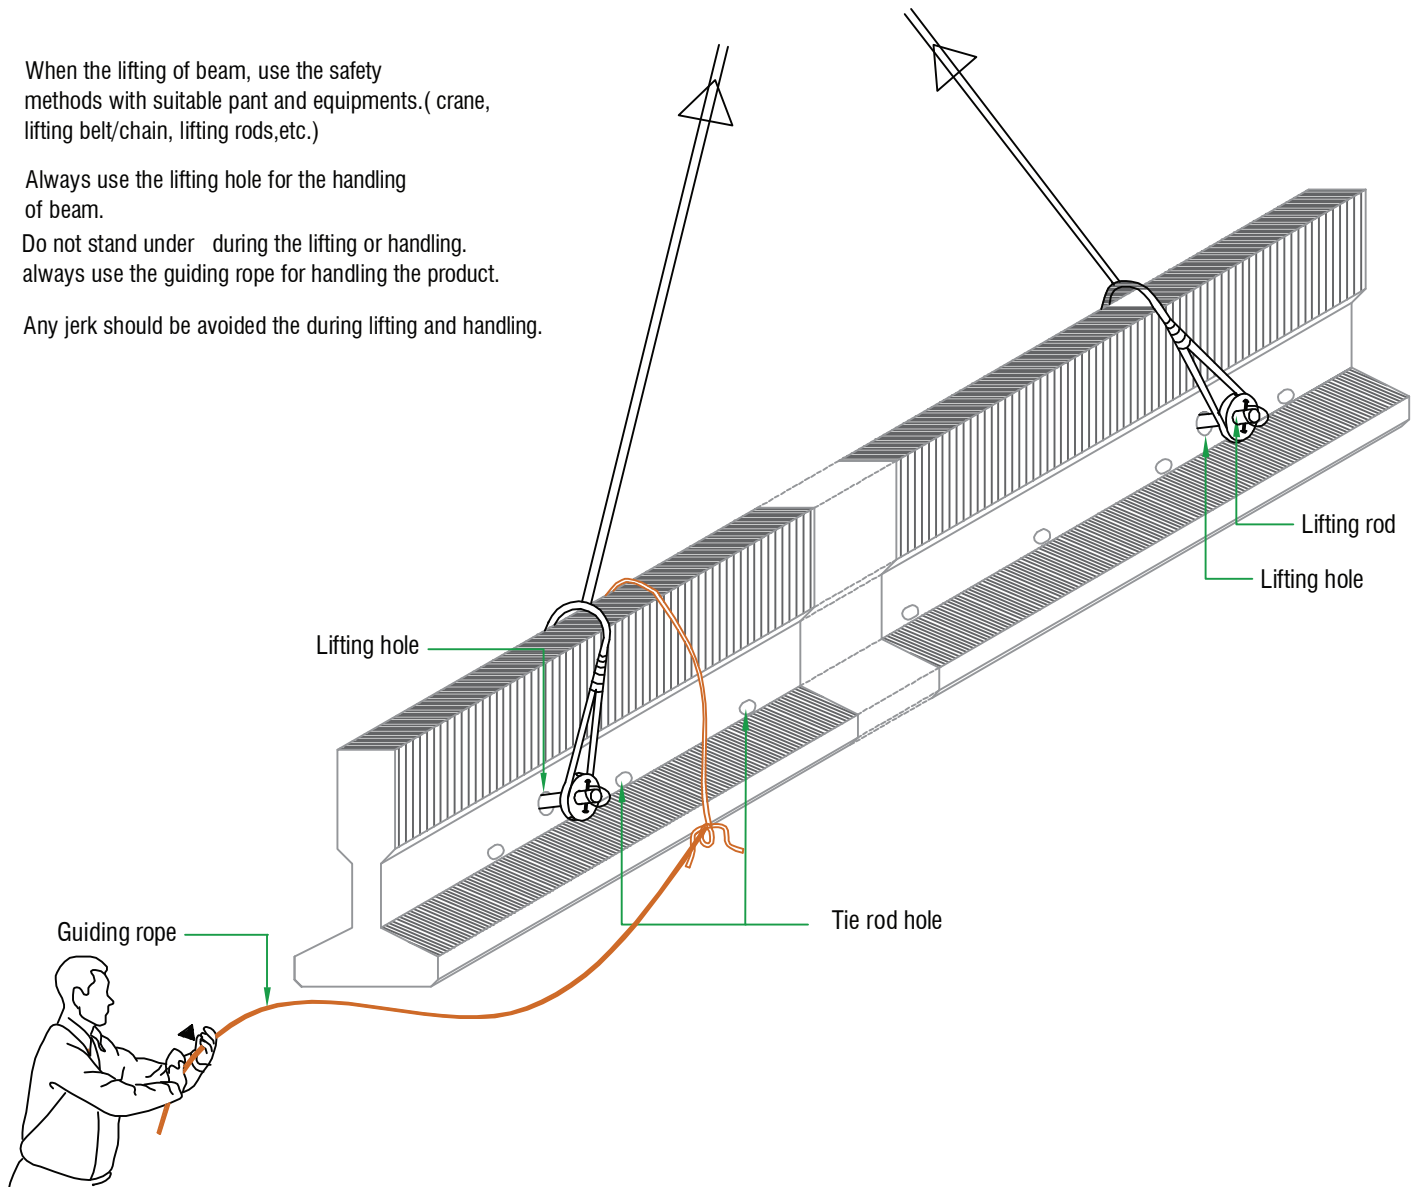 When the lifting of beam, use the safety
methods with suitable pant and equipments.( crane,
lifting belt/chain, lifting rods,etc.)
Always use the lifting hole for the handling
of beam.
Do not stand under during the lifting or handling.
always use the guiding rope for handling the product.
Any jerk should be avoided the during lifting and handling.
Lifting rod
Lifting hole
Lifting hole
Tie rod hole
Guiding rope